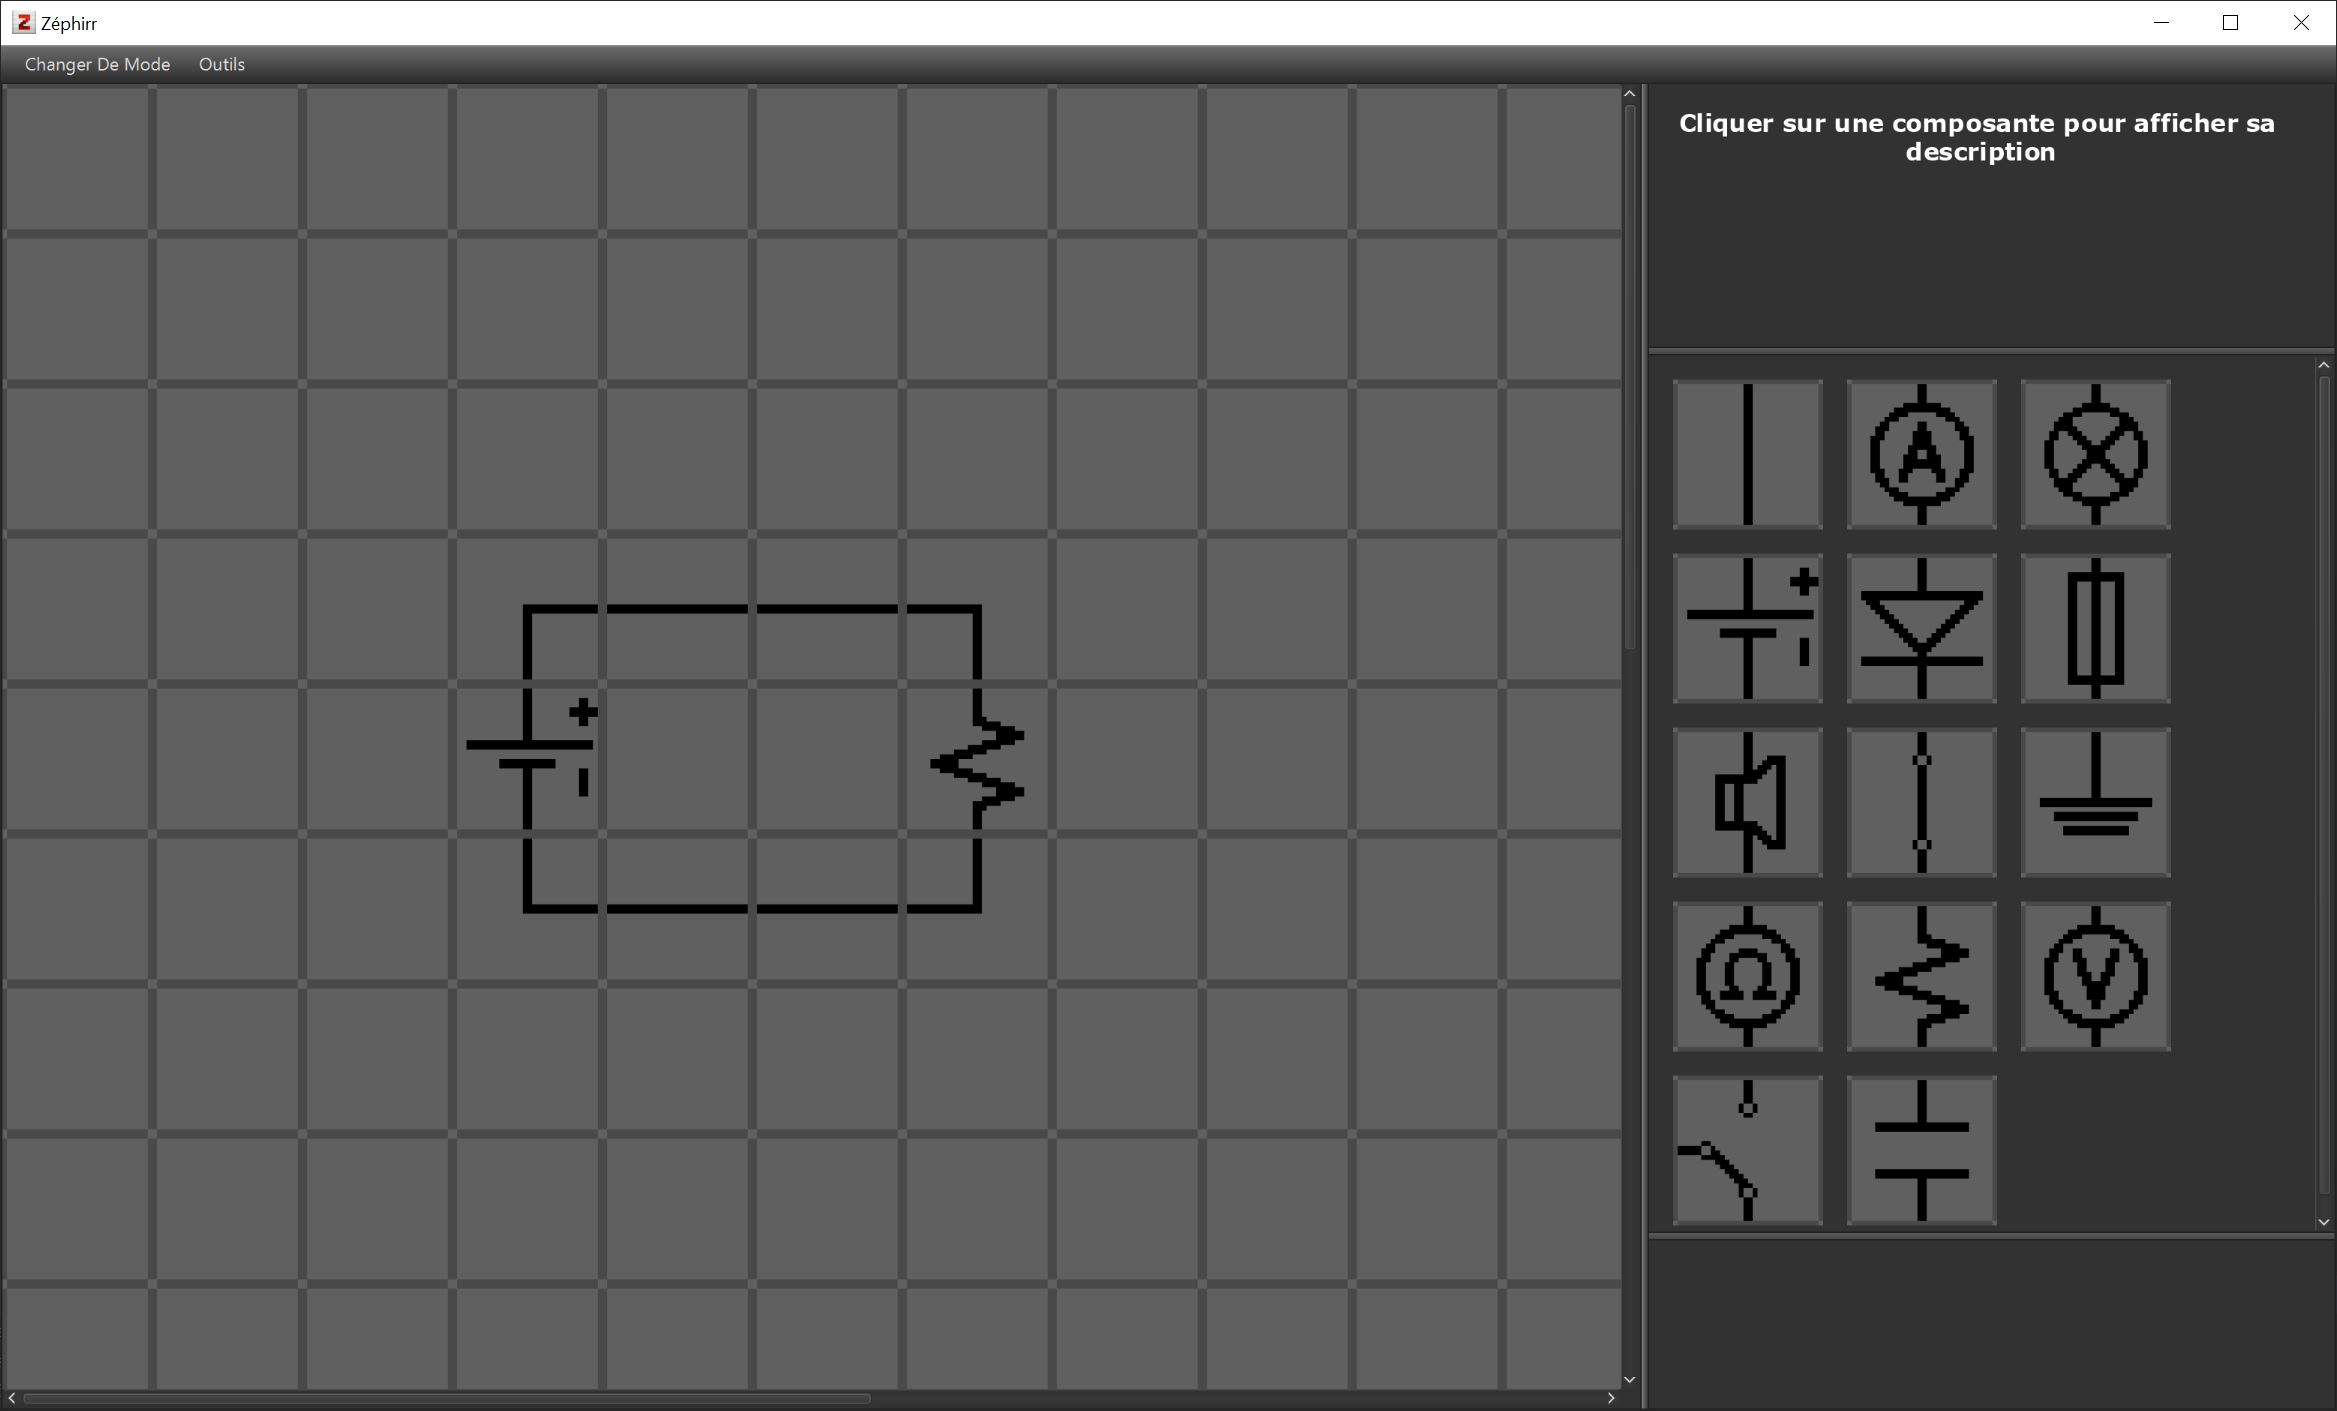 Z Zéphirr
Changer De Mode Outils
Cliquer sur une composante pour afficher sa
description
A
Ω
V